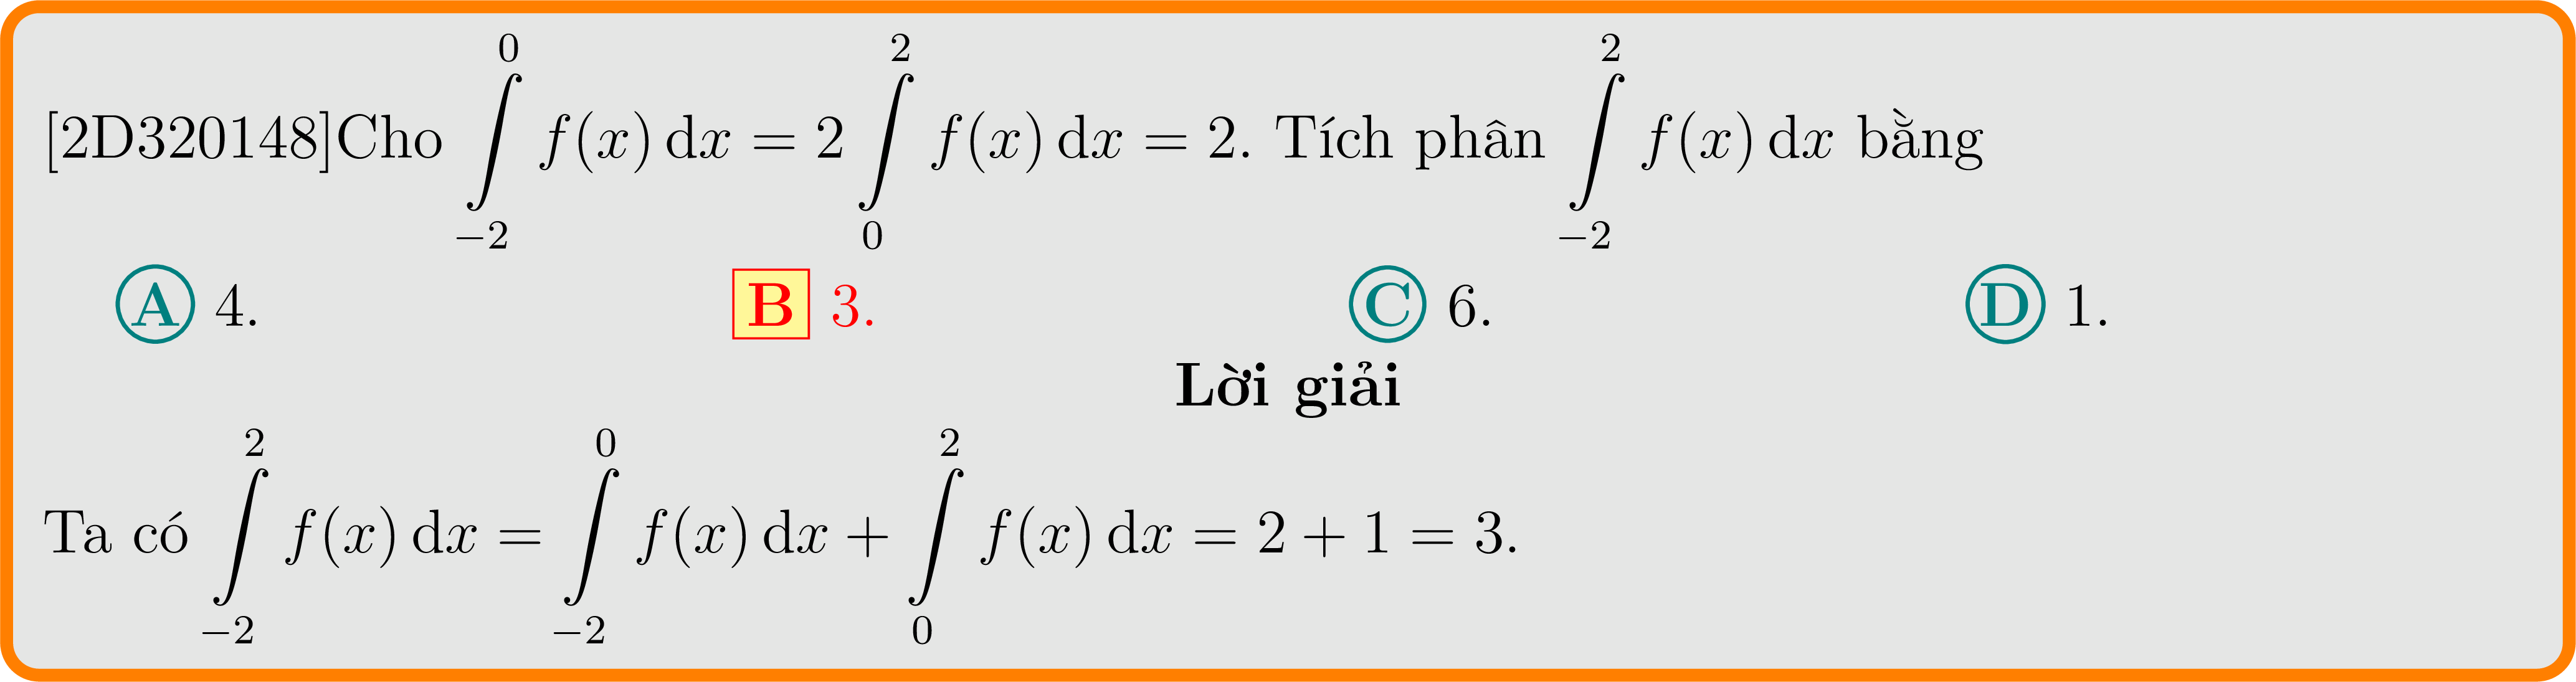 [2D320148]Cho $\int\limits_{-2}^{0} f(x)\,\mathrm{d}x = 2\int\limits_{0}^{2} f(x)\,\mathrm{d}x = 2$. Tích phân $\int\limits_{-2}^{2} f(x)\,\mathrm{d}x$ bằng
A 4. B 3. C 6. D 1.
Lời giải
Ta có $\int\limits_{-2}^{2} f(x)\,\mathrm{d}x = \int\limits_{-2}^{0} f(x)\,\mathrm{d}x + \int\limits_{0}^{2} f(x)\,\mathrm{d}x = 2 + 1 = 3$.